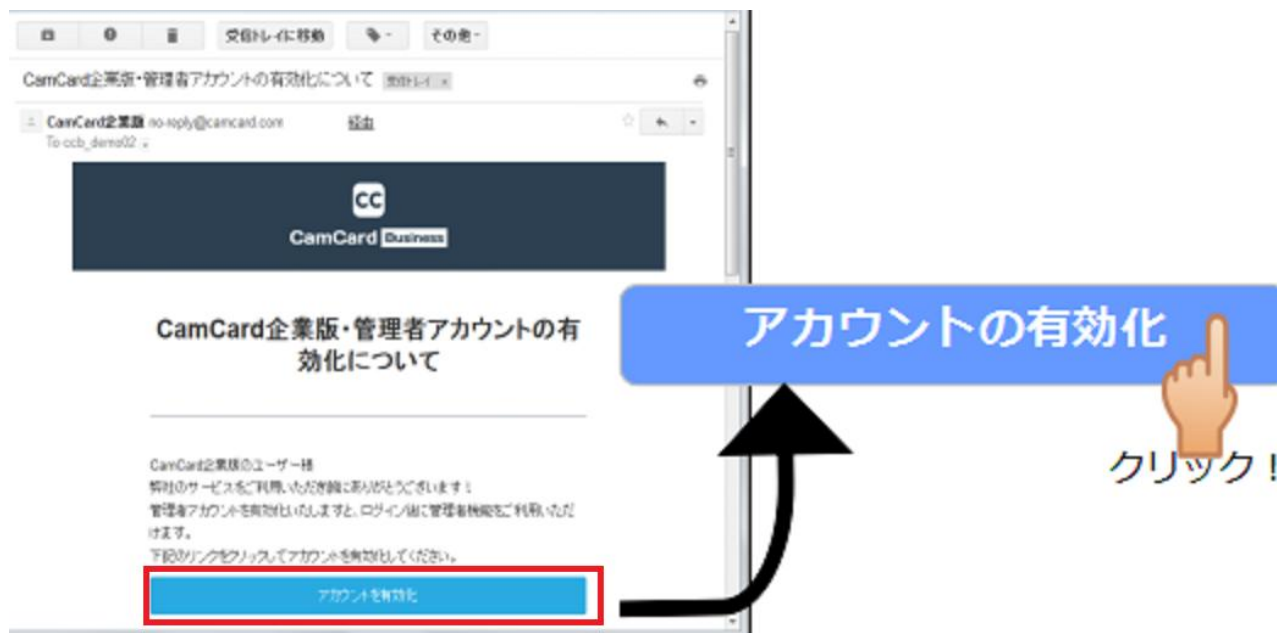 受信トレイに移動
その他
CamCard企業版・管理者アカウントの有効化について 受信トレイ ×
CamCard企業版 no-reply@camcard.com 経由
To ccb_demo02
CC
CamCard Business
CamCard企業版・管理者アカウントの有
効化について
CamCard企業版のユーザー様
弊社のサービスをご利用いただき誠にありがとうございます！
管理者アカウントを有効化いたしますと、ログイン後に管理者機能をご利用いただ
けます。
下記のリンクをクリックしてアカウントを有効化してください。
アカウントを有効化
アカウントの有効化
クリック！